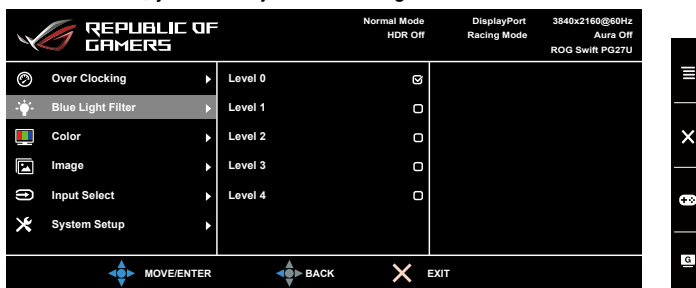 REPUBLIC OF
GAMERS
Normal Mode
HDR Off
DisplayPort
Racing Mode
3840x2160@60Hz
Aura Off
ROG Swift PG27U
Over Clocking
Blue Light Filter
Color
Image
Input Select
System Setup
Level 0
Level 1
Level 2
Level 3
Level 4
MOVE/ENTER
BACK
EXIT
G